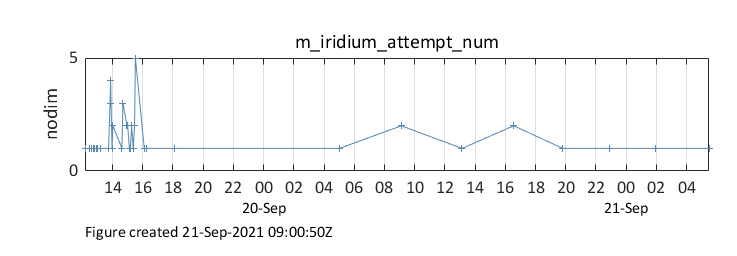 m_iridium_attempt_num
5
nodim
0
14 16 18 20 22 00 02 04 06 08 10 12 14 16 18 20 22 00 02 04
20-Sep 21-Sep
Figure created 21-Sep-2021 09:00:50Z